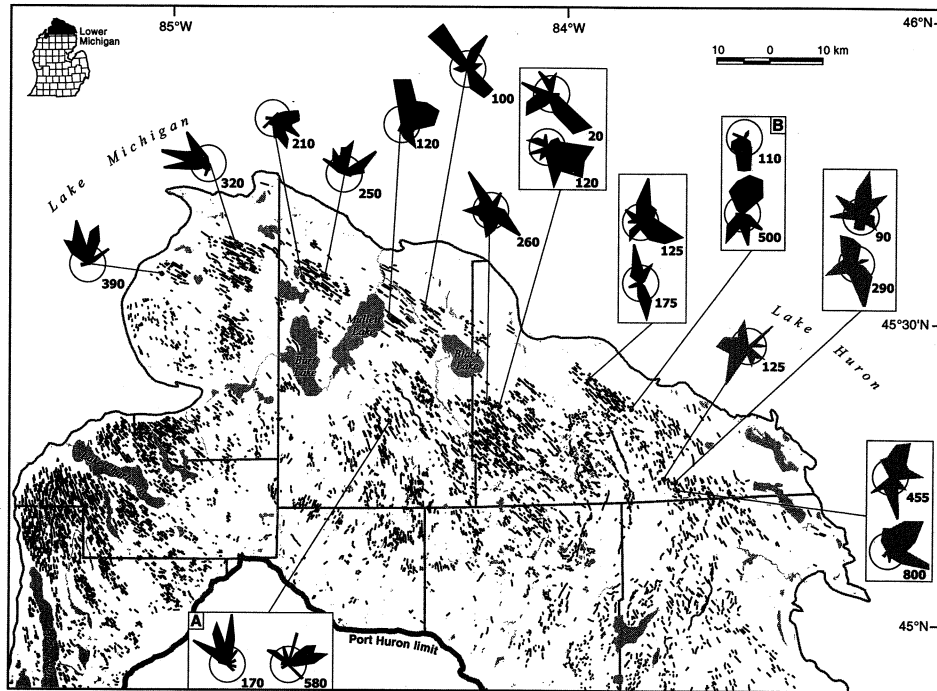 85°W
84°W
46°N
Lower
Michigan
10 0 10 km
Lake Michigan
100
20
120
210
120
B
110
320
250
500
260
125
90
390
175
290
Lake
Huron
45°30'N
125
Mullett
Lake
Burt
Lake
Black
Lake
455
800
A
170
580
Port Huron limit
45°N